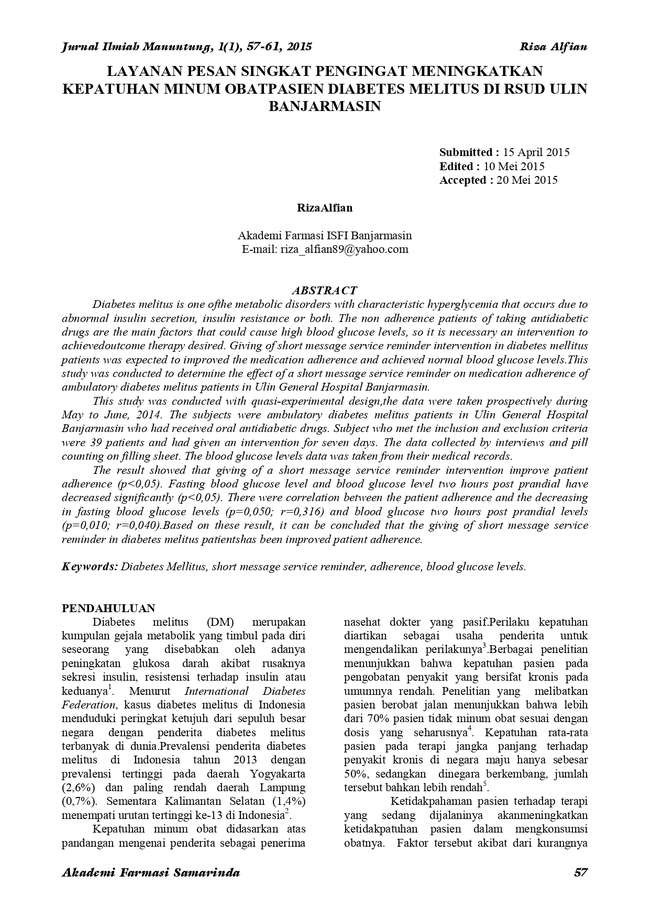 Jurnal Ilmiah Manuntung, 1(1), 57-61, 2015 Riza Alfian
LAYANAN PESAN SINGKAT PENGINGAT MENINGKATKAN
KEPATUHAN MINUM OBATPASIEN DIABETES MELITUS DI RSUD ULIN
BANJARMASIN
Submitted : 15 April 2015
Edited : 10 Mei 2015
Accepted : 20 Mei 2015
RizaAlfian
Akademi Farmasi ISFI Banjarmasin
E-mail: riza_alfian89@yahoo.com
ABSTRACT
Diabetes melitus is one ofthe metabolic disorders with characteristic hyperglycemia that occurs due to
abnormal insulin secretion, insulin resistance or both. The non adherence patients of taking antidiabetic
drugs are the main factors that could cause high blood glucose levels, so it is necessary an intervention to
achievedoutcome therapy desired. Giving of short message service reminder intervention in diabetes mellitus
patients was expected to improved the medication adherence and achieved normal blood glucose levels.This
study was conducted to determine the effect of a short message service reminder on medication adherence of
ambulatory diabetes melitus patients in Ulin General Hospital Banjarmasin.
This study was conducted with quasi-experimental design,the data were taken prospectively during
May to June, 2014. The subjects were ambulatory diabetes melitus patients in Ulin General Hospital
Banjarmasin who had received oral antidiabetic drugs. Subject who met the inclusion and exclusion criteria
were 39 patients and had given an intervention for seven days. The data collected by interviews and pill
counting on filling sheet. The blood glucose levels data was taken from their medical records.
The result showed that giving of a short message service reminder intervention improve patient
adherence (p<0,05). Fasting blood glucose level and blood glucose level two hours post prandial have
decreased significantly (p<0,05). There were correlation between the patient adherence and the decreasing
in fasting blood glucose levels (p=0,050; r=0,316) and blood glucose two hours post prandial levels
(p=0,010; r=0,040).Based on these result, it can be concluded that the giving of short message service
reminder in diabetes melitus patientshas been improved patient adherence.
Keywords: Diabetes Mellitus, short message service reminder, adherence, blood glucose levels.
PENDAHULUAN
Diabetes melitus (DM) merupakan
kumpulan gejala metabolik yang timbul pada diri
seseorang yang disebabkan oleh adanya
peningkatan glukosa darah akibat rusaknya
sekresi insulin, resistensi terhadap insulin atau
keduanya1. Menurut International Diabetes
Federation, kasus diabetes melitus di Indonesia
menduduki peringkat ketujuh dari sepuluh besar
negara dengan penderita diabetes melitus
terbanyak di dunia.Prevalensi penderita diabetes
melitus di Indonesia tahun 2013 dengan
prevalensi tertinggi pada daerah Yogyakarta
(2,6%) dan paling rendah daerah Lampung
(0,7%). Sementara Kalimantan Selatan (1,4%)
menempati urutan tertinggi ke-13 di Indonesia2.
Kepatuhan minum obat didasarkan atas
pandangan mengenai penderita sebagai penerima
nasehat dokter yang pasif.Perilaku kepatuhan
diartikan sebagai usaha penderita untuk
mengendalikan perilakunya3.Berbagai penelitian
menunjukkan bahwa kepatuhan pasien pada
pengobatan penyakit yang bersifat kronis pada
umumnya rendah. Penelitian yang melibatkan
pasien berobat jalan menunjukkan bahwa lebih
dari 70% pasien tidak minum obat sesuai dengan
dosis yang seharusnya4. Kepatuhan rata-rata
pasien pada terapi jangka panjang terhadap
penyakit kronis di negara maju hanya sebesar
50%, sedangkan dinegara berkembang, jumlah
tersebut bahkan lebih rendah5.
Ketidakpahaman pasien terhadap terapi
yang sedang dijalaninya akanmeningkatkan
ketidakpatuhan pasien dalam mengkonsumsi
obatnya. Faktor tersebut akibat dari kurangnya
Akademi Farmasi Samarinda 57